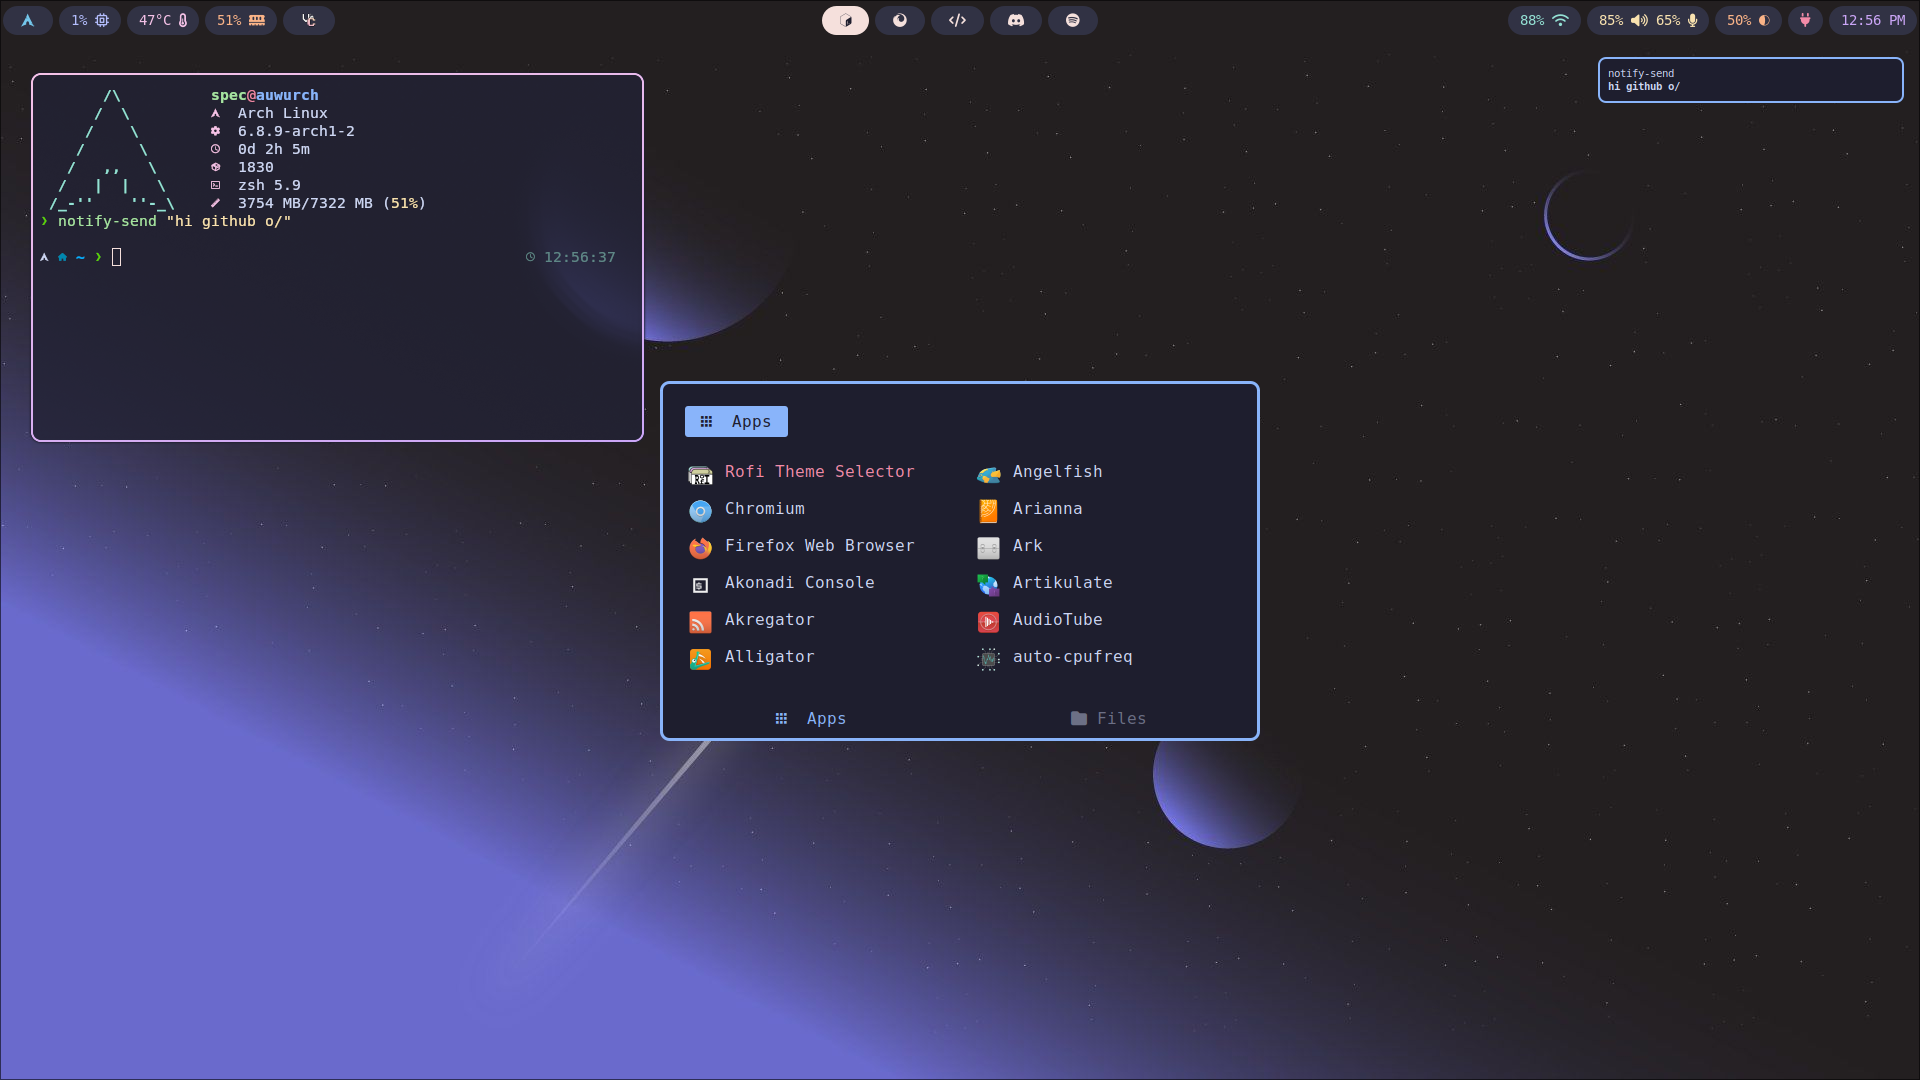 1%
47°C
51%
88%
85%
65%
50%
12:56 PM
notify-send
hi github o/
spec@auwurch
Arch Linux
6.8.9-arch1-2
0d 2h 5m
1830
zsh 5.9
3754 MB/7322 MB (51%)
❯ notify-send "hi github o/"
~ ❯
12:56:37
Apps
Rofi Theme Selector
Angelfish
Chromium
Arianna
Firefox Web Browser
Ark
Akonadi Console
Artikulate
Akregator
AudioTube
Alligator
auto-cpufreq
Apps
Files